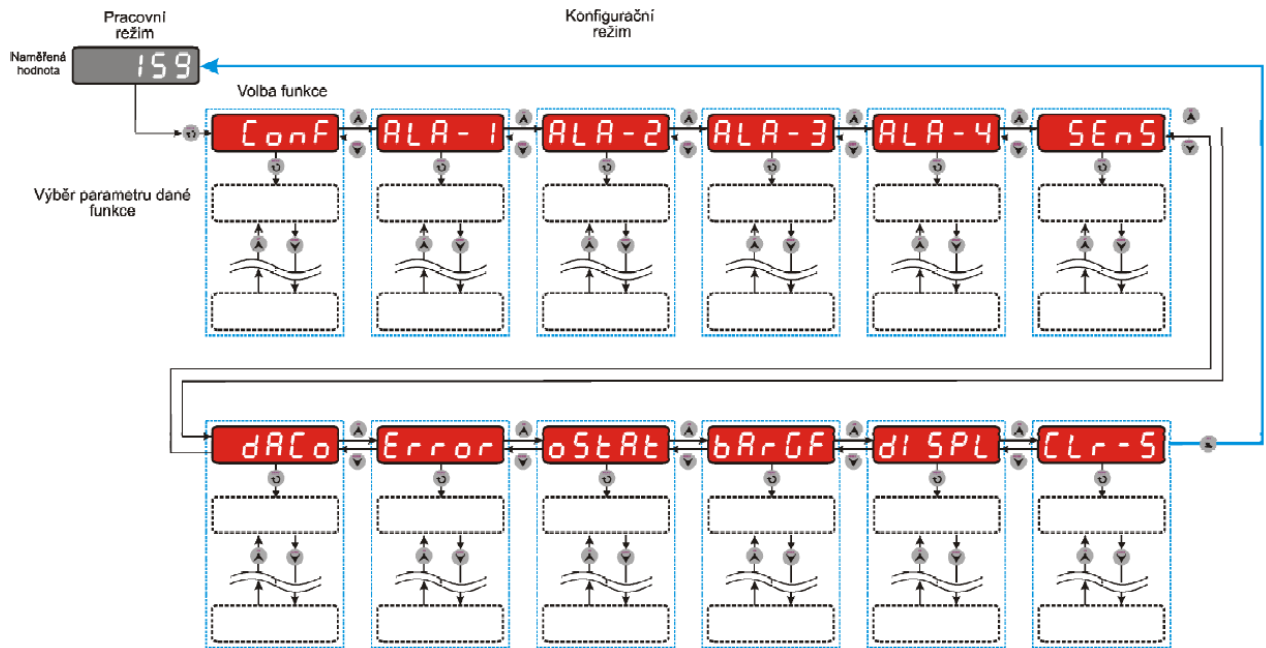 Pracovní
režim
Konfigurační
režim
Naměřená
hodnota
159
Volba funkce
ConF
ALA-1
ALA-2
ALA-3
ALA-4
SEnS
Výběr parametru dané
funkce
dACo
Error
oStAt
bArGF
dISPL
CLr-S